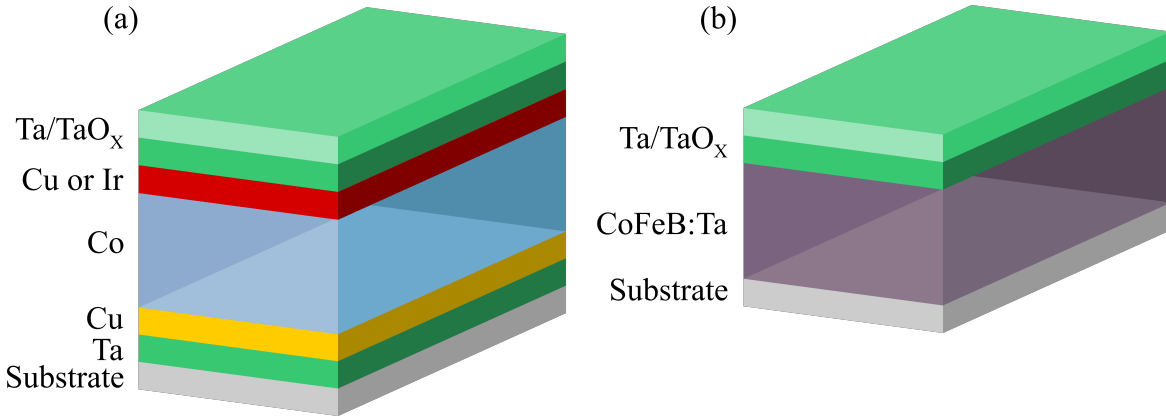 (a)
Ta/TaOX
Cu or Ir
Co
Cu
Ta
Substrate
(b)
Ta/TaOX
CoFeB:Ta
Substrate